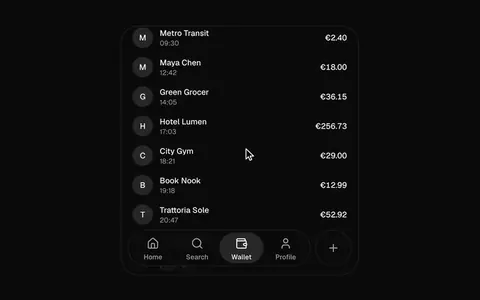 M Metro Transit €2.40
09:30
M Maya Chen €18.00
12:42
G Green Grocer €36.15
14:05
H Hotel Lumen €256.73
17:03
C City Gym €29.00
18:21
B Book Nook €12.99
19:18
T Trattoria Sole €52.92
20:47
Home Search Wallet Profile +